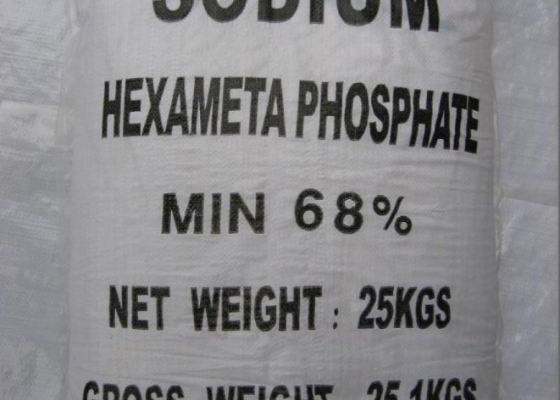 SODIUM
HEXAMETA PHOSPHATE
MIN 68%
NET WEIGHT: 25KGS
GROSS WEIGHT 25.1KGS